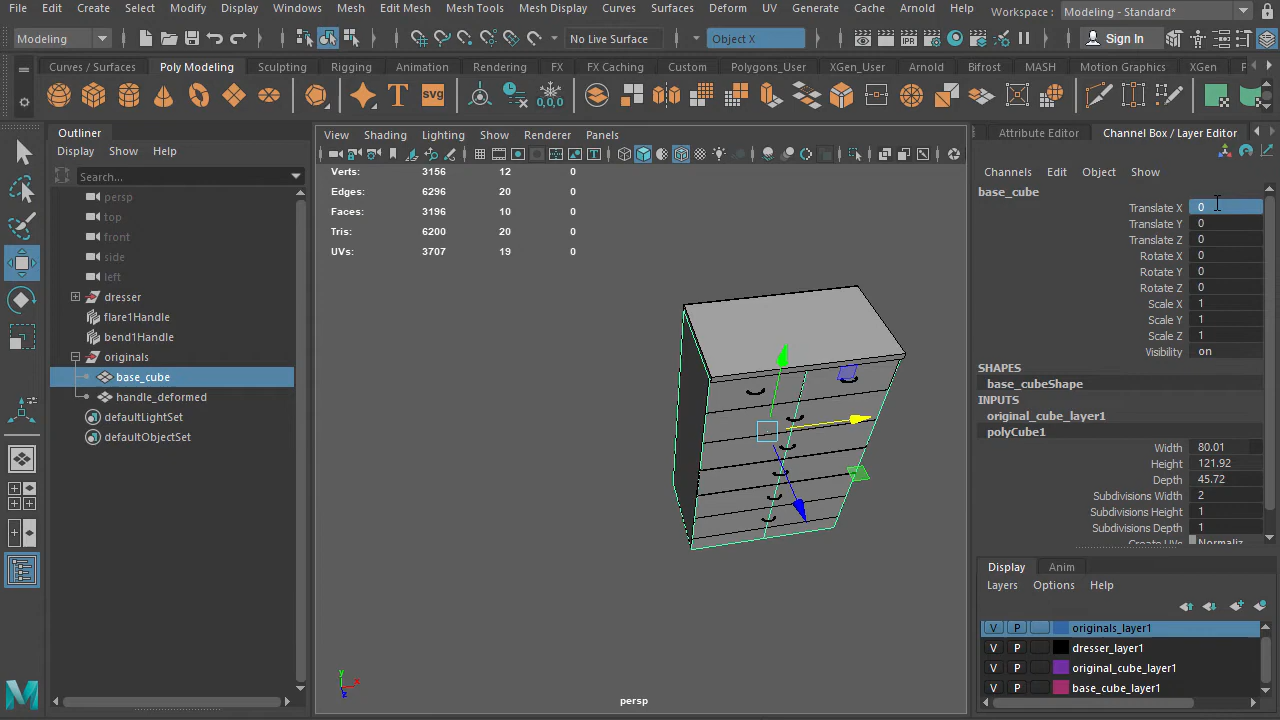 File Edit Create Select Modify Display Windows Mesh Edit Mesh Mesh Tools Mesh Display Curves Surfaces Deform UV Generate Cache Arnold Help Workspace : Modeling - Standard*
Modeling No Live Surface Object X Sign In
Curves / Surfaces Poly Modeling Sculpting Rigging Animation Rendering FX FX Caching Custom Polygons_User XGen_User Arnold Bifrost MASH Motion Graphics XGen F
T svg 0,0,0
Outliner
Display Show Help
Search...
persp
top
front
side
left
dresser
flare1Handle
bend1Handle
originals
base_cube
handle_deformed
defaultLightSet
defaultObjectSet
View Shading Lighting Show Renderer Panels
Verts: 3156 12 0
Edges: 6296 20 0
Faces: 3196 10 0
Tris: 6200 20 0
UVs: 3707 19 0
y
x
z
persp
Attribute Editor Channel Box / Layer Editor
Channels Edit Object Show
base_cube
Translate X 0
Translate Y 0
Translate Z 0
Rotate X 0
Rotate Y 0
Rotate Z 0
Scale X 1
Scale Y 1
Scale Z 1
Visibility on
SHAPES
base_cubeShape
INPUTS
original_cube_layer1
polyCube1
Width 80.01
Height 121.92
Depth 45.72
Subdivisions Width 2
Subdivisions Height 1
Subdivisions Depth 1
Create UVs Normaliz
Display Anim
Layers Options Help
V P originals_layer1
V P dresser_layer1
V P original_cube_layer1
V P base_cube_layer1